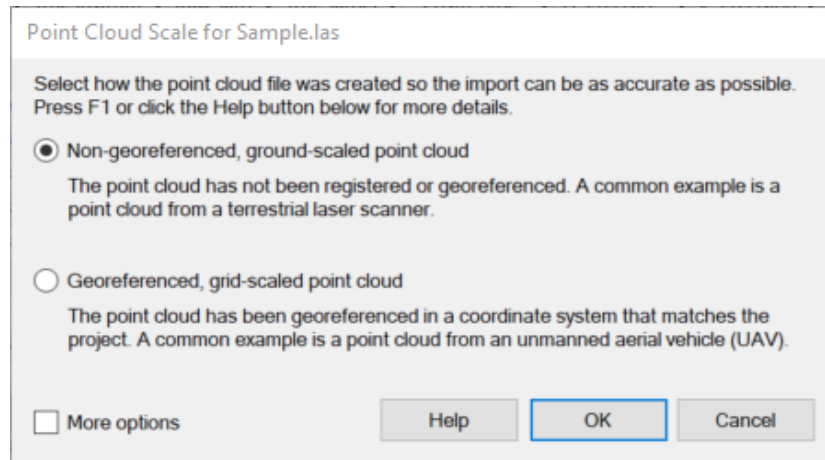 Point Cloud Scale for Sample.las
Select how the point cloud file was created so the import can be as accurate as possible.
Press F1 or click the Help button below for more details.
Non-georeferenced, ground-scaled point cloud
The point cloud has not been registered or georeferenced. A common example is a
point cloud from a terrestrial laser scanner.
Georeferenced, grid-scaled point cloud
The point cloud has been georeferenced in a coordinate system that matches the
project. A common example is a point cloud from an unmanned aerial vehicle (UAV).
More options
Help
OK
Cancel